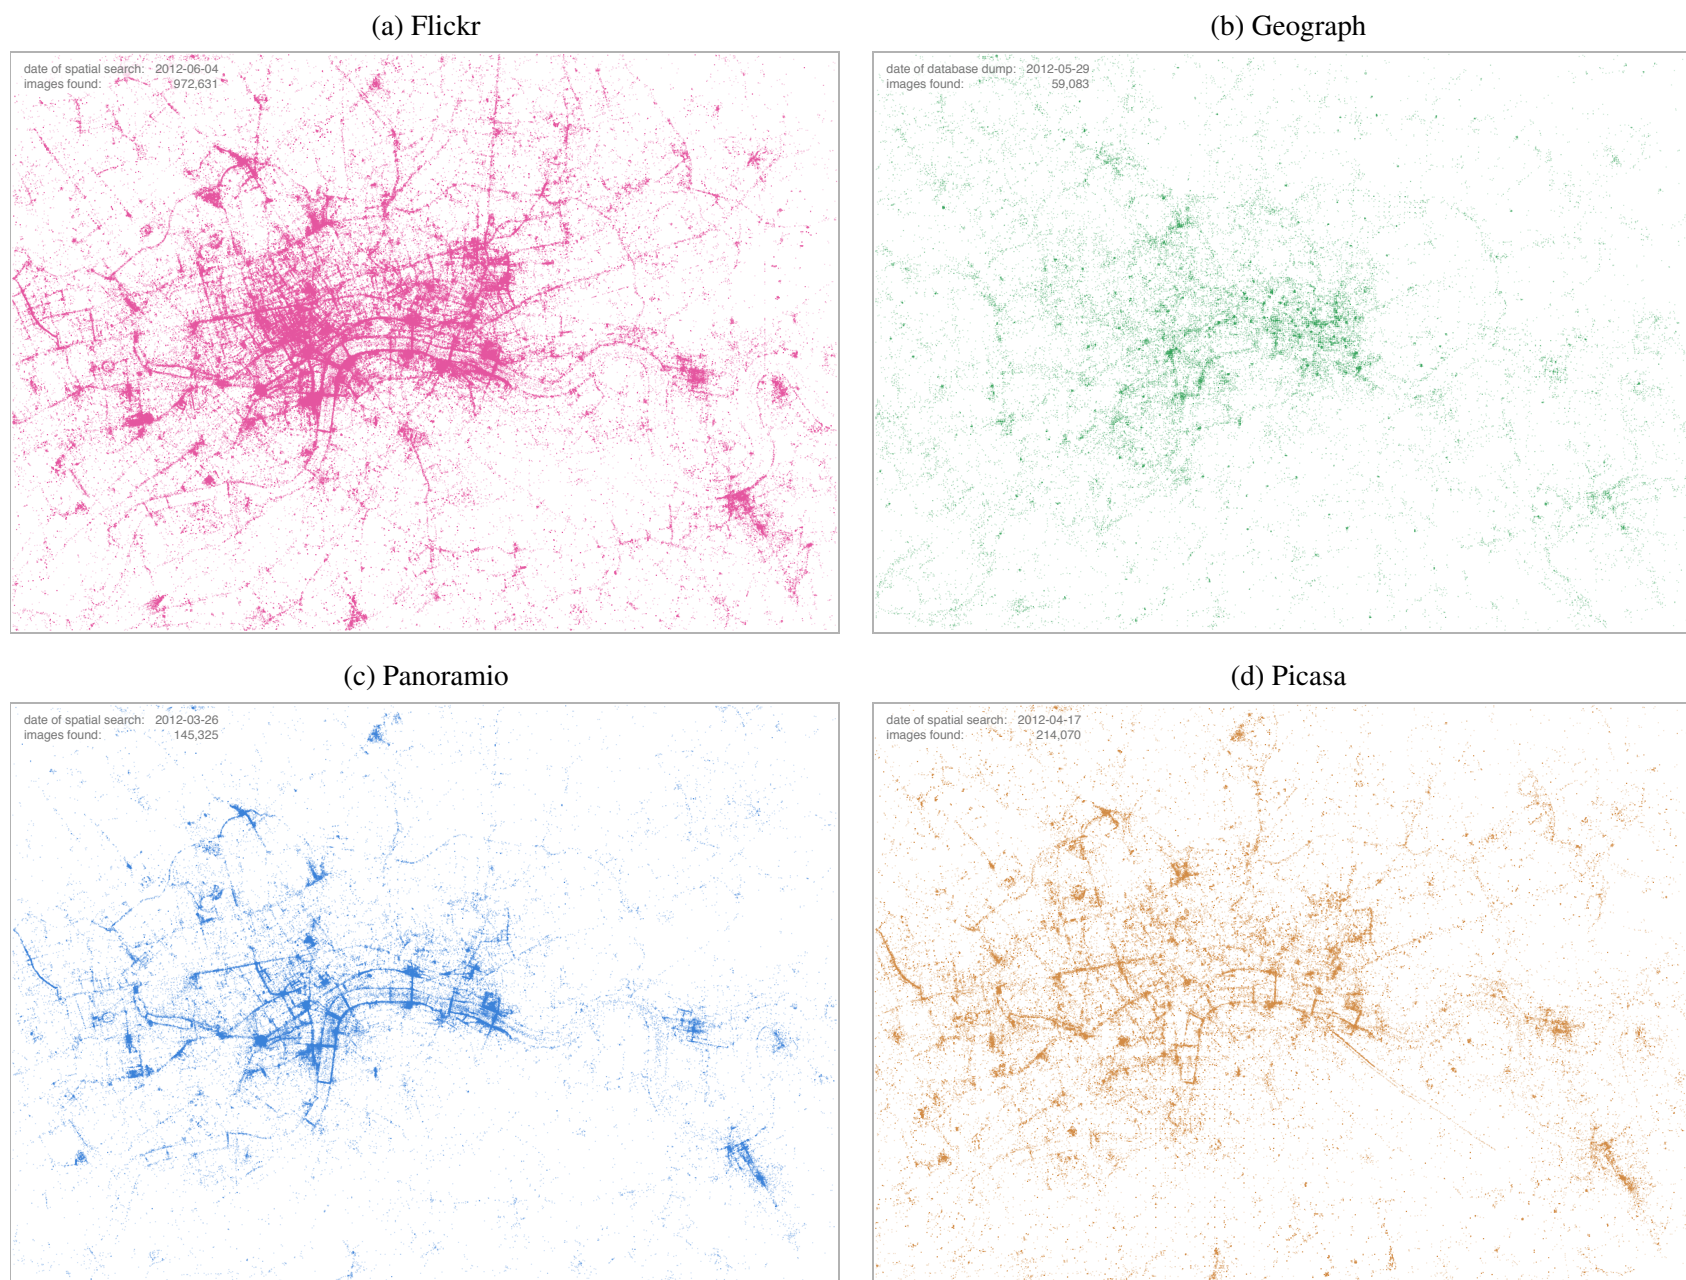 (a) Flickr
date of spatial search: 2012-06-04
images found: 972,631
(b) Geograph
date of database dump: 2012-05-29
images found: 59,083
(c) Panoramio
date of spatial search: 2012-03-26
images found: 145,325
(d) Picasa
date of spatial search: 2012-04-17
images found: 214,070